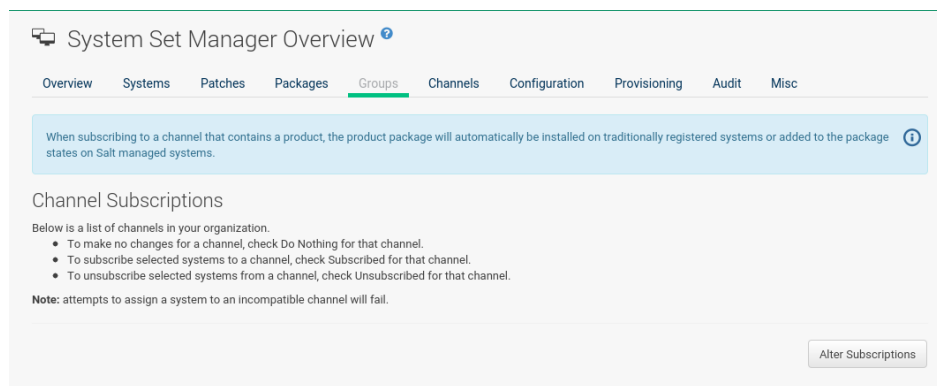 System Set Manager Overview ?
Overview Systems Patches Packages Groups Channels Configuration Provisioning Audit Misc
When subscribing to a channel that contains a product, the product package will automatically be installed on traditionally registered systems or added to the package
states on Salt managed systems.
Channel Subscriptions
Below is a list of channels in your organization.
• To make no changes for a channel, check Do Nothing for that channel.
• To subscribe selected systems to a channel, check Subscribed for that channel.
• To unsubscribe selected systems from a channel, check Unsubscribed for that channel.
Note: attempts to assign a system to an incompatible channel will fail.
Alter Subscriptions